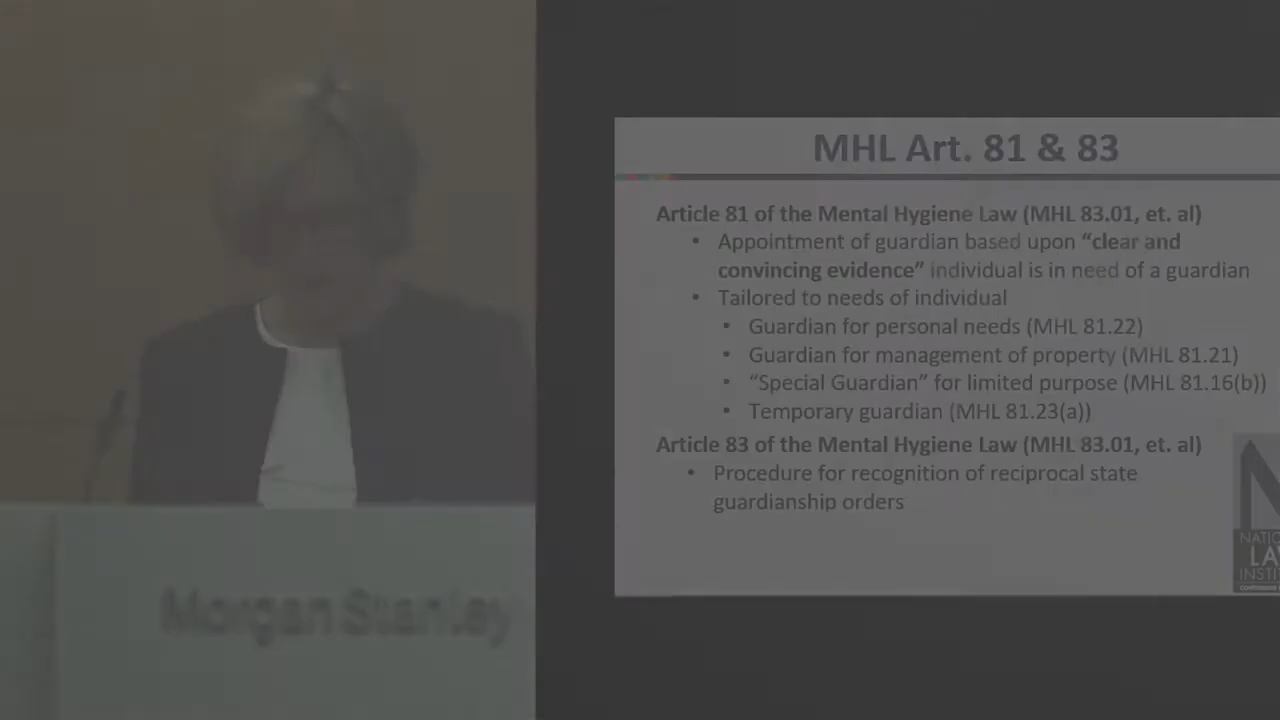 MHL Art. 81 & 83
Article 81 of the Mental Hygiene Law (MHL 83.01, et. al)
• Appointment of guardian based upon “clear and
convincing evidence” individual is in need of a guardian
• Tailored to needs of individual
• Guardian for personal needs (MHL 81.22)
• Guardian for management of property (MHL 81.21)
• “Special Guardian” for limited purpose (MHL 81.16(b))
• Temporary guardian (MHL 81.23(a))
Article 83 of the Mental Hygiene Law (MHL 83.01, et. al)
• Procedure for recognition of reciprocal state
guardianship orders
N
NATIO
LA
INSTI
Morgan Stanley